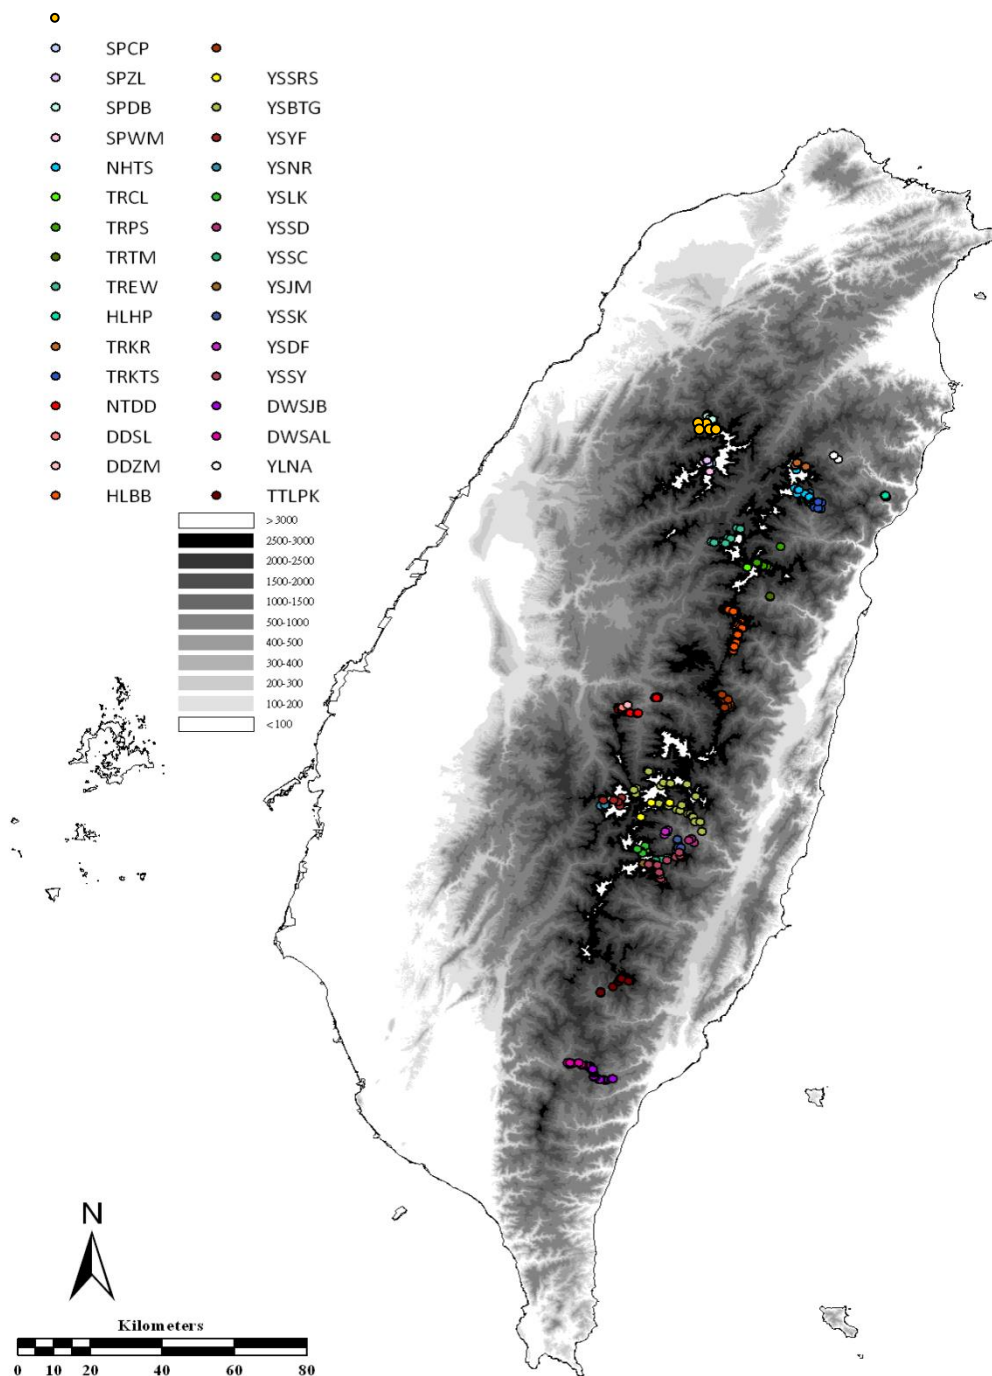 SPCP
SPZL YSSRS
SPDB YSBTG
SPWM YSYF
NHTS YSNR
TRCL YSLK
TRPS YSSD
TRTM YSSC
TREW YSJM
HLHP YSSK
TRKR YSDF
TRKTS YSSY
NTDD DWSJB
DDSL DWSAL
DDZM YLNA
HLBB TTLPK
> 3000
2500-3000
2000-2500
1500-2000
1000-1500
500-1000
400-500
300-400
200-300
100-200
< 100
N
Kilometers
0 10 20 40 60 80